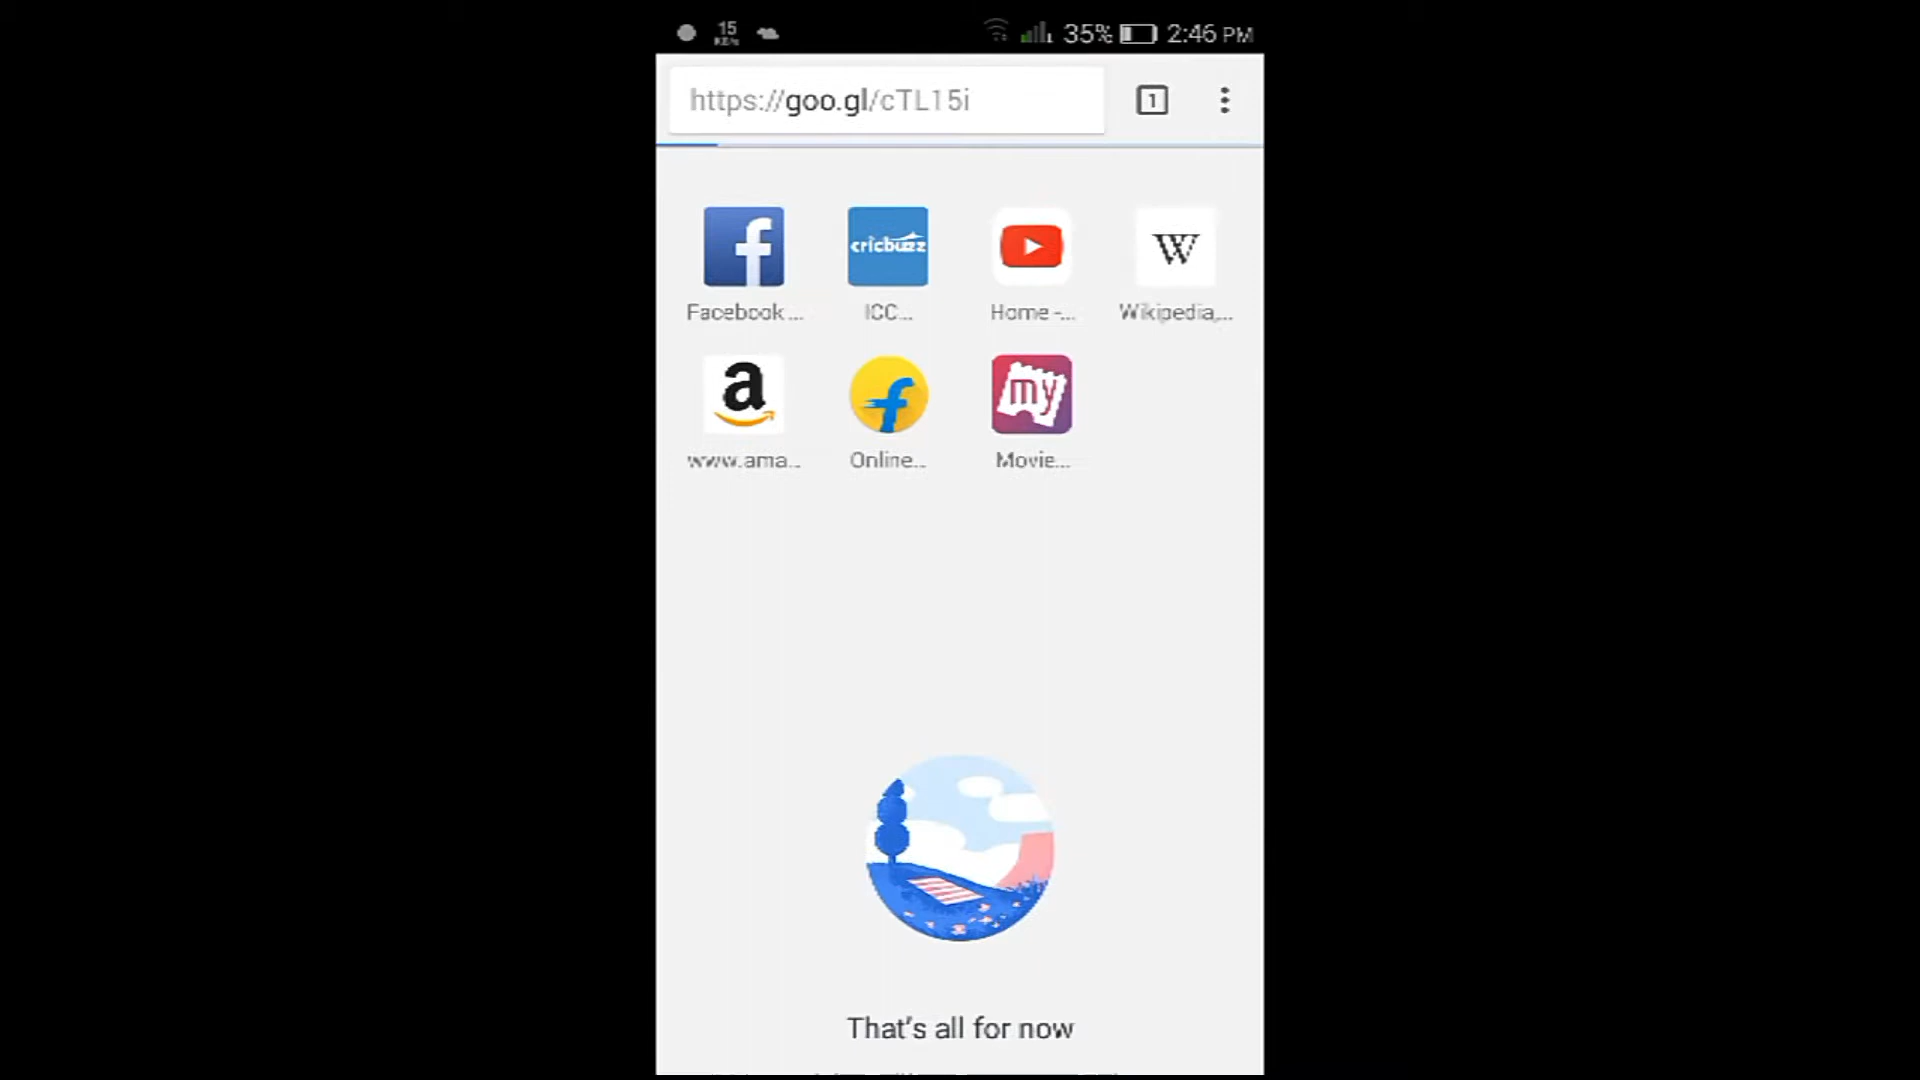 15
KB/s
35%
2:46 PM
https://goo.gl/cTL15i
1
f
cricbuzz
W
Facebook ...
ICC...
Home -...
Wikipedia,...
a
f
my
www.ama...
Online...
Movie...
That's all for now